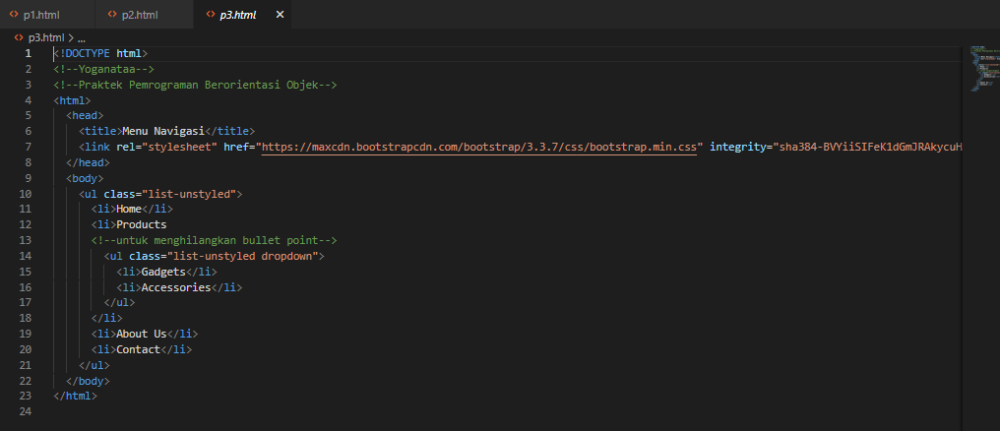 p1.html p2.html p3.html
p3.html > ...
1 <!DOCTYPE html>
2 <!--Yoganataa-->
3 <!--Praktek Pemrograman Berorientasi Objek-->
4 <html>
5 <head>
6 <title>Menu Navigasi</title>
7 <link rel="stylesheet" href="https://maxcdn.bootstrapcdn.com/bootstrap/3.3.7/css/bootstrap.min.css" integrity="sha384-BVYiiSIFeK1dGmJRAkycuH
8 </head>
9 <body>
10 <ul class="list-unstyled">
11 <li>Home</li>
12 <li>Products
13 <!--untuk menghilangkan bullet point-->
14 <ul class="list-unstyled dropdown">
15 <li>Gadgets</li>
16 <li>Accessories</li>
17 </ul>
18 </li>
19 <li>About Us</li>
20 <li>Contact</li>
21 </ul>
22 </body>
23 </html>
24